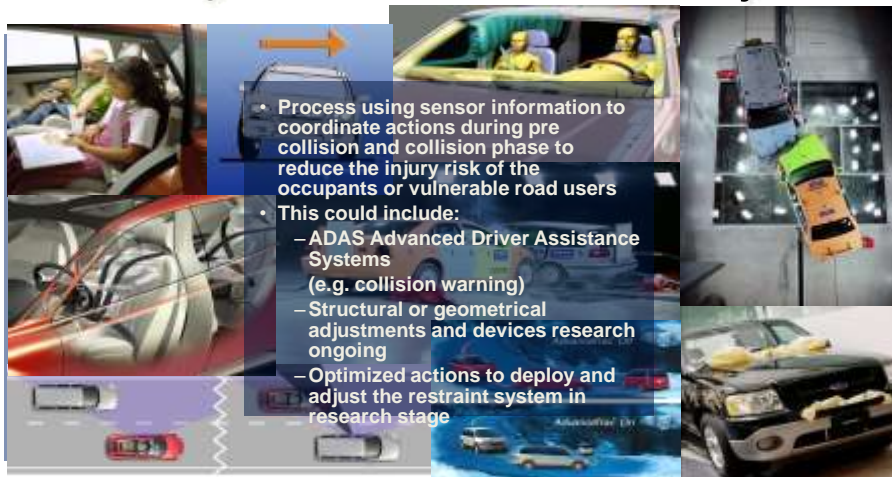 • Process using sensor information to
coordinate actions during pre
collision and collision phase to
reduce the injury risk of the
occupants or vulnerable road users
• This could include:
– ADAS Advanced Driver Assistance
Systems
(e.g. collision warning)
– Structural or geometrical
adjustments and devices research
ongoing
– Optimized actions to deploy and
adjust the restraint system in
research stage